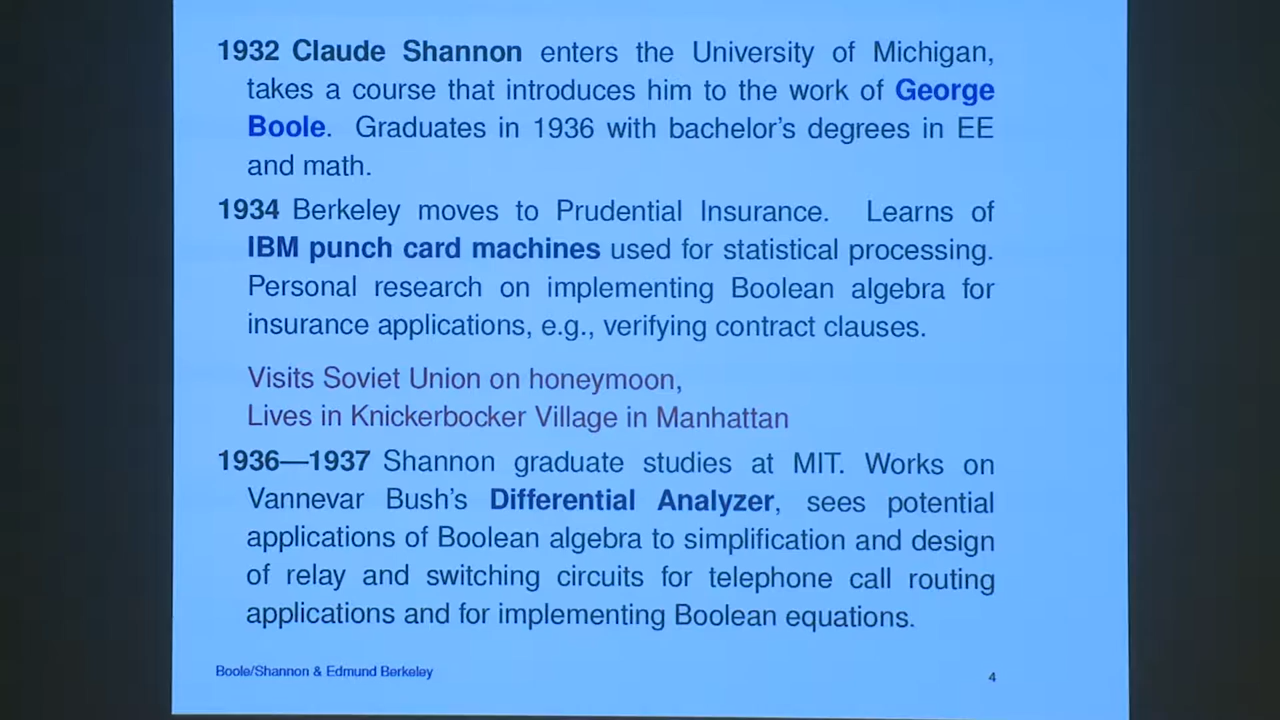 1932 Claude Shannon enters the University of Michigan,
takes a course that introduces him to the work of George
Boole. Graduates in 1936 with bachelor's degrees in EE
and math.
1934 Berkeley moves to Prudential Insurance. Learns of
IBM punch card machines used for statistical processing.
Personal research on implementing Boolean algebra for
insurance applications, e.g., verifying contract clauses.
Visits Soviet Union on honeymoon,
Lives in Knickerbocker Village in Manhattan
1936—1937 Shannon graduate studies at MIT. Works on
Vannevar Bush's Differential Analyzer, sees potential
applications of Boolean algebra to simplification and design
of relay and switching circuits for telephone call routing
applications and for implementing Boolean equations.
Boole/Shannon & Edmund Berkeley
4